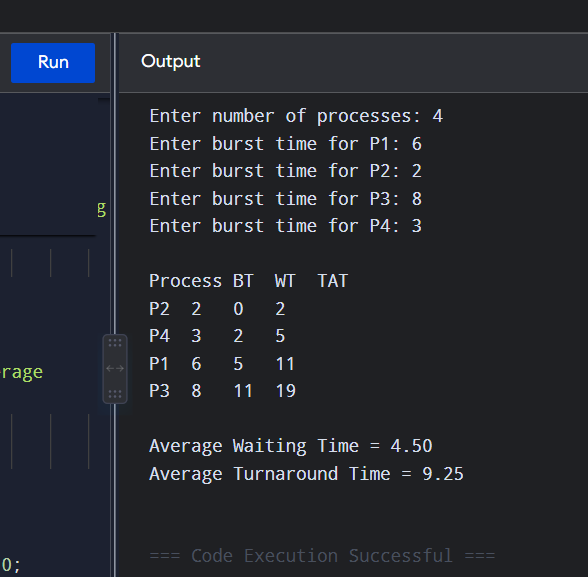 Run
Output
Enter number of processes: 4
Enter burst time for P1: 6
Enter burst time for P2: 2
Enter burst time for P3: 8
g
Enter burst time for P4: 3
Process BT WT TAT
P2 2 0 2
P4 3 2 5
P1 6 5 11
rage
P3 8 11 19
Average Waiting Time = 4.50
Average Turnaround Time = 9.25
=== Code Execution Successful ===
0;